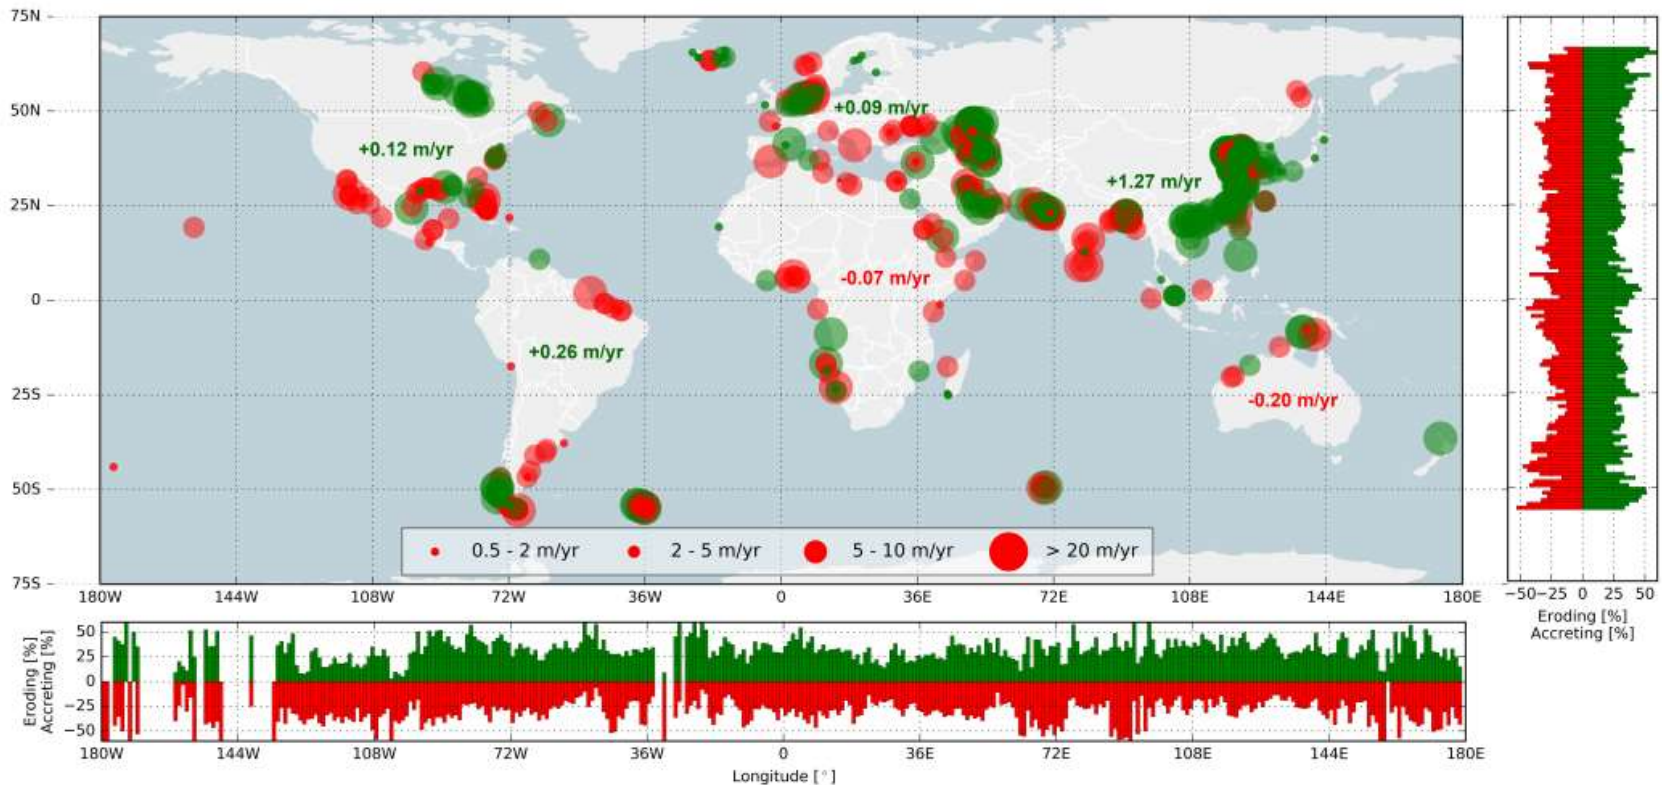 75N
50N
+0.09 m/yr
+0.12 m/yr
+1.27 m/yr
25N
-0.07 m/yr
0
+0.26 m/yr
25S
-0.20 m/yr
50S
0.5 - 2 m/yr 2 - 5 m/yr 5 - 10 m/yr > 20 m/yr
75S
180W 144W 108W 72W 36W 0 36E 72E 108E 144E 180E
−50 −25 0 25 50
Eroding [%]
Accreting [%]
Eroding [%]
Accreting [%]
50
25
0
−25
−50
180W 144W 108W 72W 36W 0 36E 72E 108E 144E 180E
Longitude [°]